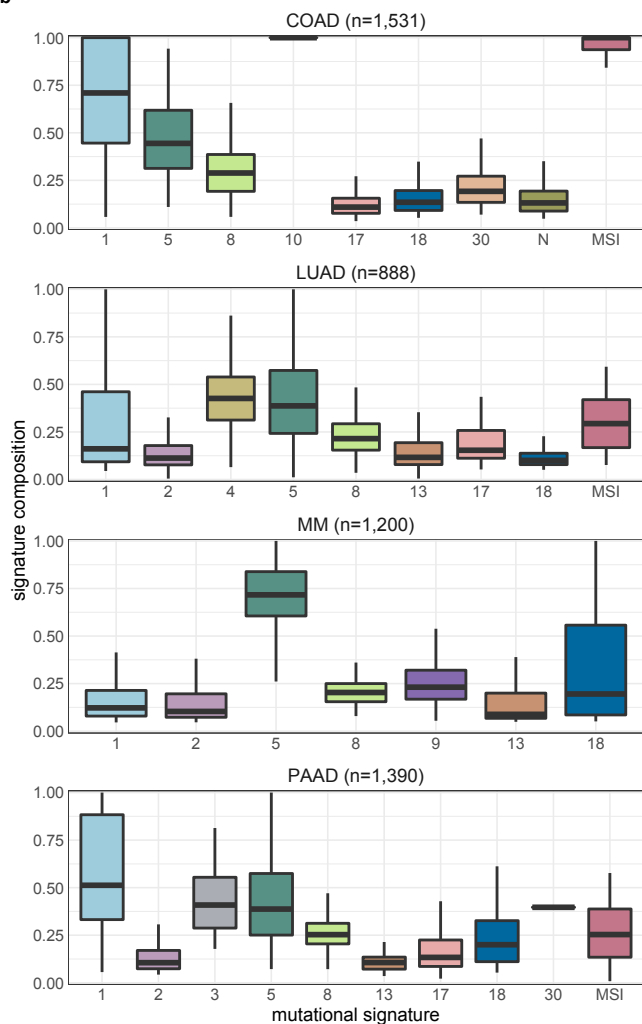 b
COAD (n=1,531)
1.00
0.75
0.50
0.25
0.00
1 5 8 10 17 18 30 N MSI
LUAD (n=888)
1.00
0.75
0.50
0.25
0.00
1 2 4 5 8 13 17 18 MSI
signature composition
MM (n=1,200)
1.00
0.75
0.50
0.25
0.00
1 2 5 8 9 13 18
PAAD (n=1,390)
1.00
0.75
0.50
0.25
0.00
1 2 3 5 8 13 17 18 30 MSI
mutational signature